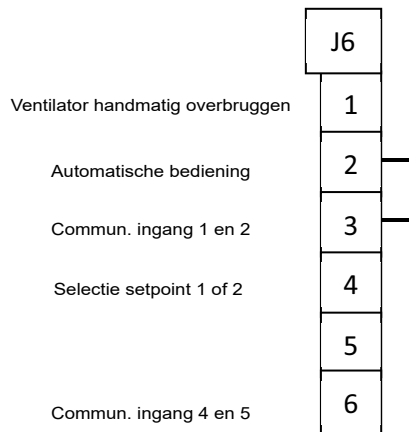 J6
Ventilator handmatig overbruggen 1
Automatische bediening 2
Commun. ingang 1 en 2 3
Selectie setpoint 1 of 2 4
5
Commun. ingang 4 en 5 6